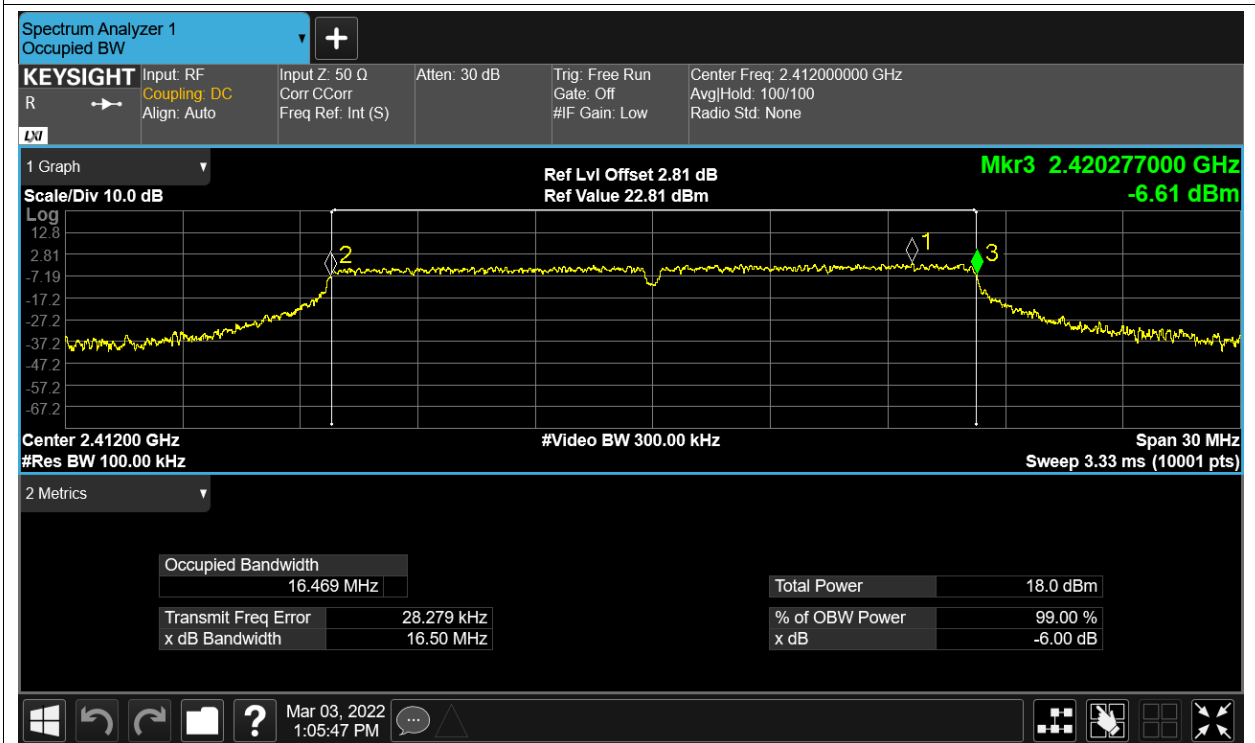 Spectrum Analyzer 1
Occupied BW
KEYSIGHT
R
LXI
Input: RF
Coupling: DC
Align: Auto
Input Z: 50 Ω
Corr CCorr
Freq Ref: Int (S)
Atten: 30 dB
Trig: Free Run
Gate: Off
#IF Gain: Low
Center Freq: 2.412000000 GHz
Avg|Hold: 100/100
Radio Std: None
1 Graph
Scale/Div 10.0 dB
Ref Lvl Offset 2.81 dB
Ref Value 22.81 dBm
Mkr3 2.420277000 GHz
-6.61 dBm
Log
12.8
2.81
-7.19
-17.2
-27.2
-37.2
-47.2
-57.2
-67.2
2
1
3
Center 2.41200 GHz
#Res BW 100.00 kHz
#Video BW 300.00 kHz
Span 30 MHz
Sweep 3.33 ms (10001 pts)
2 Metrics
Occupied Bandwidth
16.469 MHz
Transmit Freq Error 28.279 kHz
x dB Bandwidth 16.50 MHz
Total Power 18.0 dBm
% of OBW Power 99.00 %
x dB -6.00 dB
?
Mar 03, 2022
1:05:47 PM